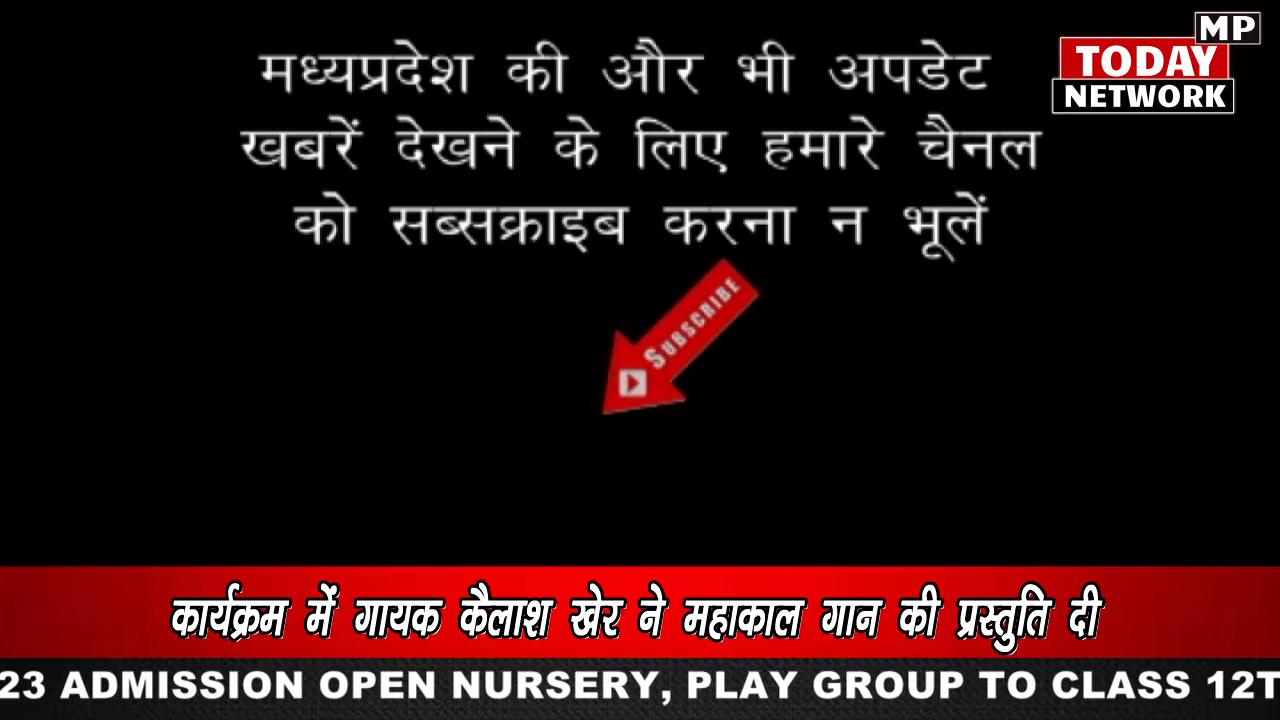 MP
TODAY
NETWORK
मध्यप्रदेश की और भी अपडेट
खबरें देखने के लिए हमारे चैनल
को सब्सक्राइब करना न भूलें
SUBSCRIBE
कार्यक्रम में गायक कैलाश खेर ने महाकाल गान की प्रस्तुति दी
23 ADMISSION OPEN NURSERY, PLAY GROUP TO CLASS 12T